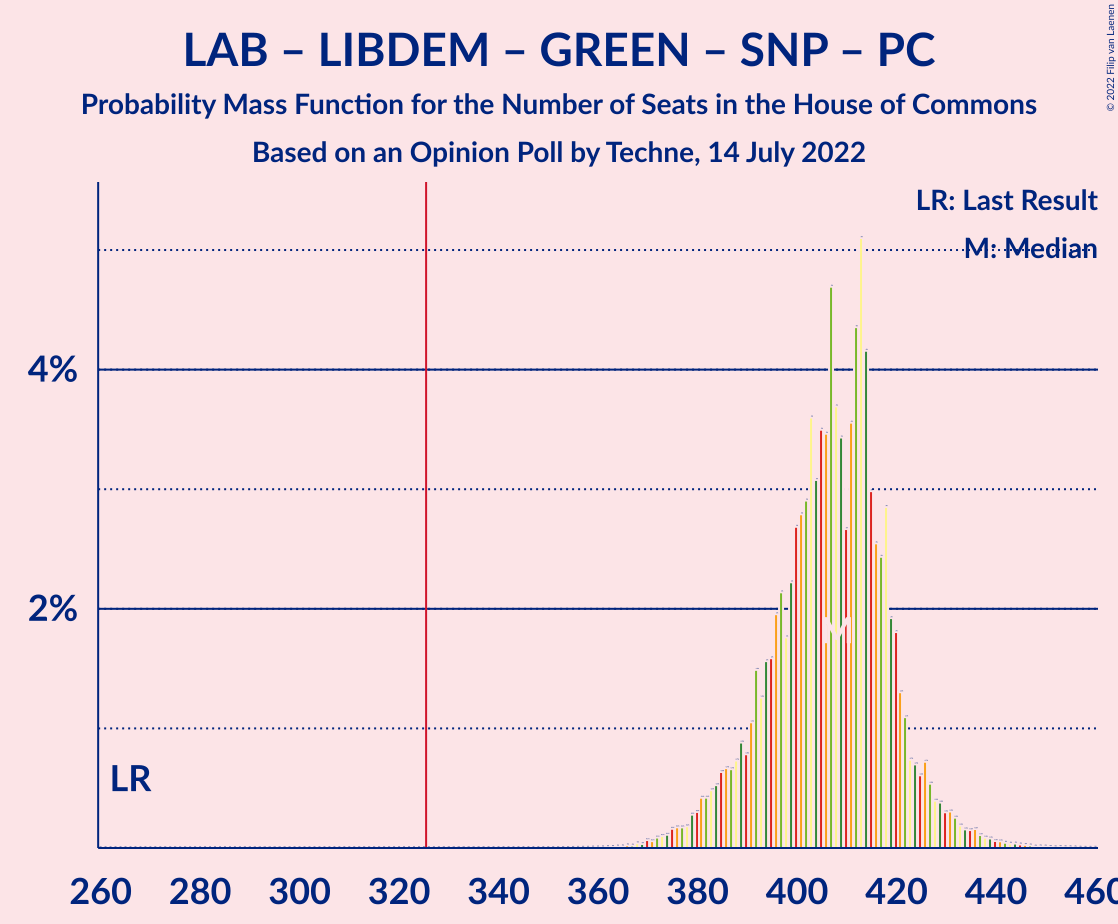 LAB – LIBDEM – GREEN – SNP – PC
Probability Mass Function for the Number of Seats in the House of Commons
Based on an Opinion Poll by Techne, 14 July 2022
© 2022 Filip van Laenen
LR: Last Result
M: Median
4%
2%
LR
M
260 280 300 320 340 360 380 400 420 440 460